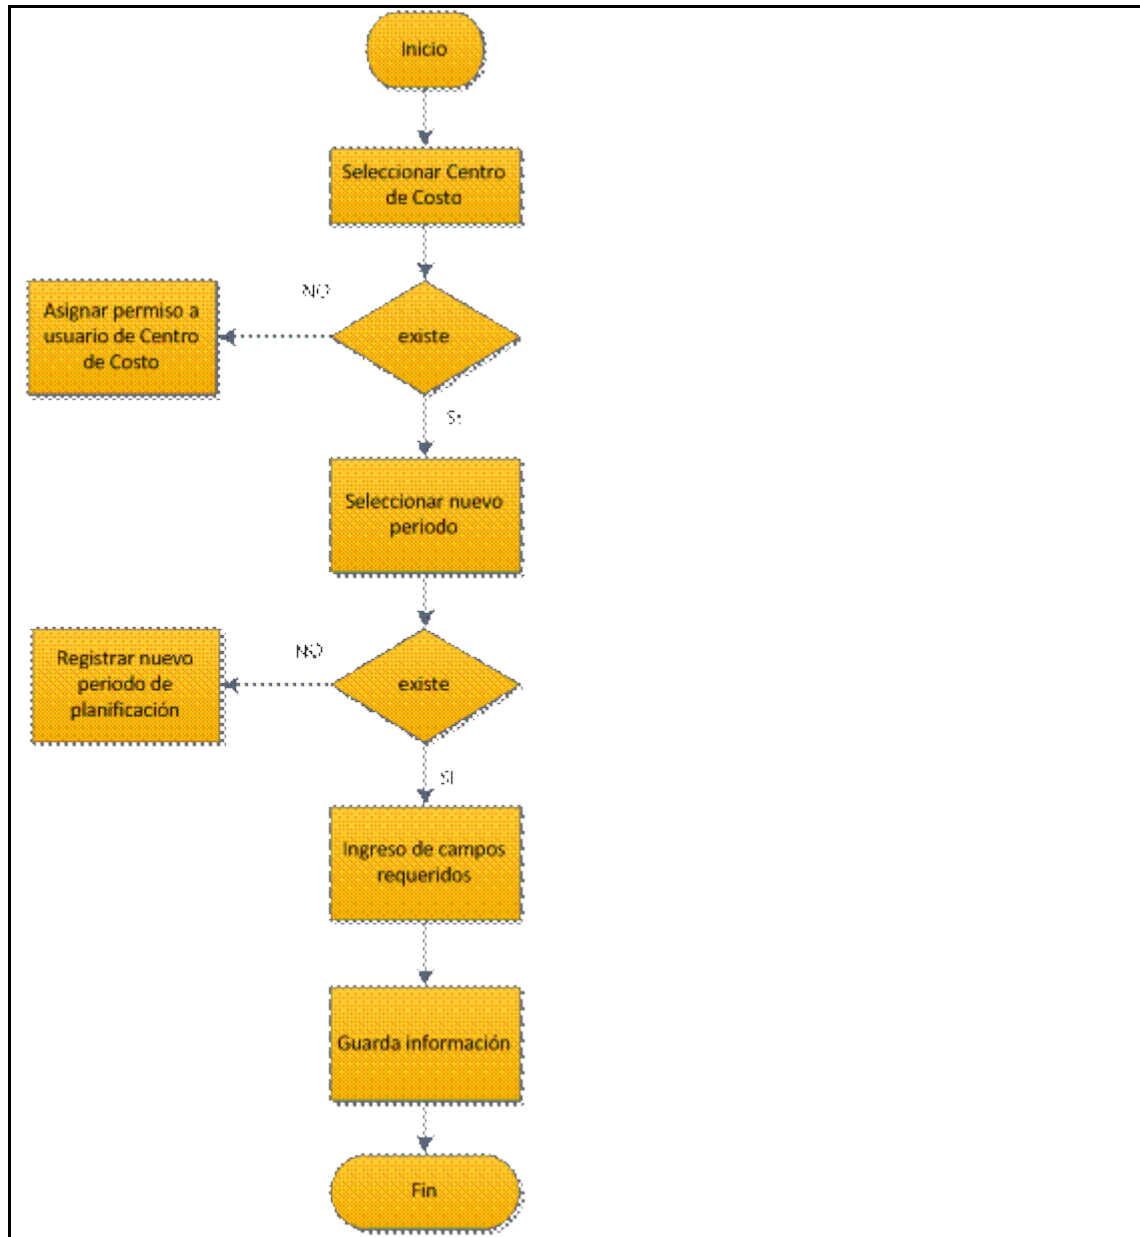 Inicio
Seleccionar Centro
de Costo
NO
Asignar permiso a
usuario de Centro
de Costo
existe
Si
Seleccionar nuevo
periodo
NO
Registrar nuevo
periodo de
planificación
existe
SI
Ingreso de campos
requeridos
Guarda información
Fin